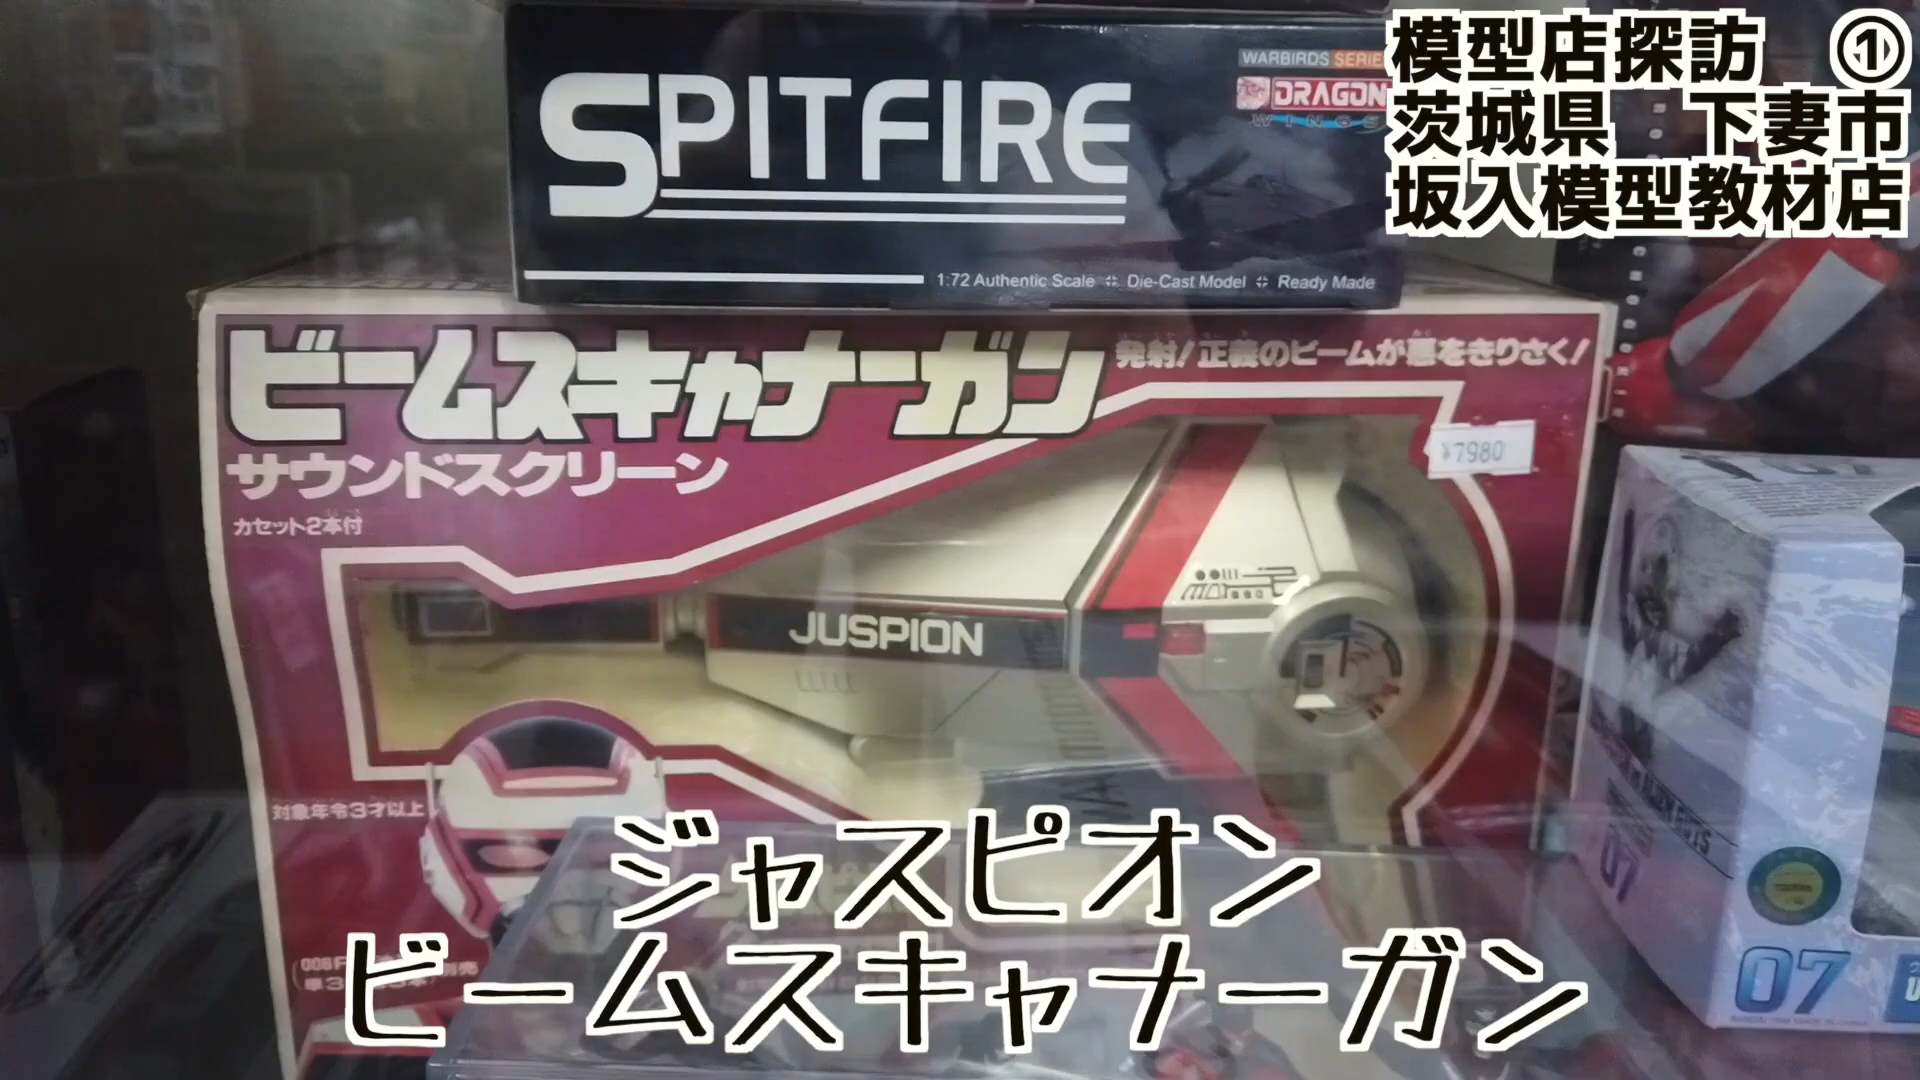 模型店探訪 ①
茨城県 下妻市
坂入模型教材店
WARBIRDS SERIE
DRAGON
WINGS
SPITFIRE
1:72 Authentic Scale Die-Cast Model Ready Made
ビームスキャナーガン
発射!正義のビームが悪をきりさく!
サウンドスクリーン
¥7980
カセット2本付
JUSPION
対象年令3才以上
ジャスピオン
ビームスキャナーガン
07
07